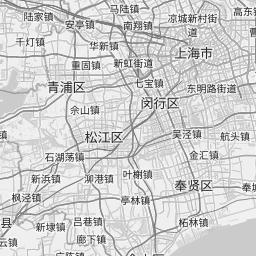 马陆镇
陆家镇
安亭镇
南翔镇
凉城新村街道
高东镇
千灯镇
华新镇
上海市
重固镇
新虹街道
七宝镇
东明路街道
青浦区
闵行区
佘山镇
松江区
吴泾镇
航头镇
石湖荡镇
金汇镇
新浜镇
泖港镇
叶榭镇
奉贤区
枫泾镇
亭林镇
吕巷镇
柘林镇
新埭镇
廊下镇